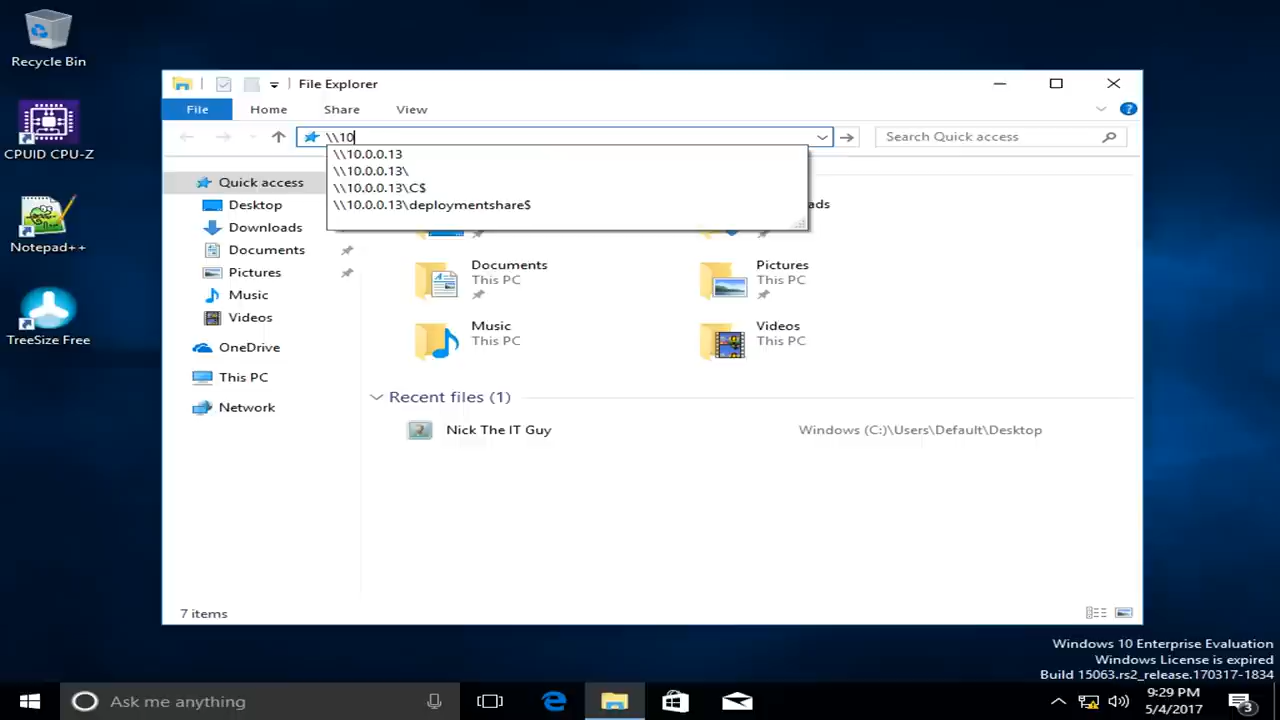 Recycle Bin
CPUID CPU-Z
Notepad++
TreeSize Free
File Explorer
File
Home
Share
View
\\10
Search Quick access
\\10.0.0.13
\\10.0.0.13\
\\10.0.0.13\C$
\\10.0.0.13\deploymentshare$
Quick access
Desktop
Downloads
Documents
Pictures
Music
Videos
OneDrive
This PC
Network
ads
Documents
This PC
Pictures
This PC
Music
This PC
Videos
This PC
Recent files (1)
Nick The IT Guy
Windows (C:)\Users\Default\Desktop
7 items
Windows 10 Enterprise Evaluation
Windows License is expired
Build 15063.rs2_release.170317-1834
Ask me anything
9:29 PM
5/4/2017
3